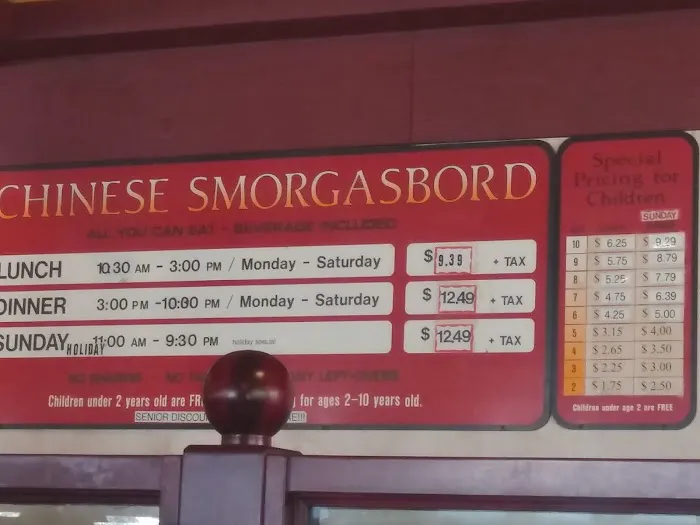 CHINESE SMORGASBORD
ALL YOU CAN EAT - BEVERAGE INCLUDED
LUNCH 10:30 AM - 3:00 PM / Monday - Saturday $ 9.39 + TAX
DINNER 3:00 PM -10:00 PM / Monday - Saturday $ 12.49 + TAX
SUNDAY HOLIDAY 11:00 AM - 9:30 PM $ 12.49 + TAX
NO SHARING NO LEFT-OVERS
Children under 2 years old are for ages 2-10 years old.
SENIOR
Special
Pricing for
Children
SUNDAY
10 $ 6.25 $ 9.29
9 $ 5.75 $ 8.79
8 $ 5.25 $ 7.79
7 $ 4.75 $ 6.39
6 $ 4.25 $ 5.00
5 $ 3.15 $ 4.00
4 $ 2.65 $ 3.50
3 $ 2.25 $ 3.00
2 $ 1.75 $ 2.50
Children under age 2 are FREE